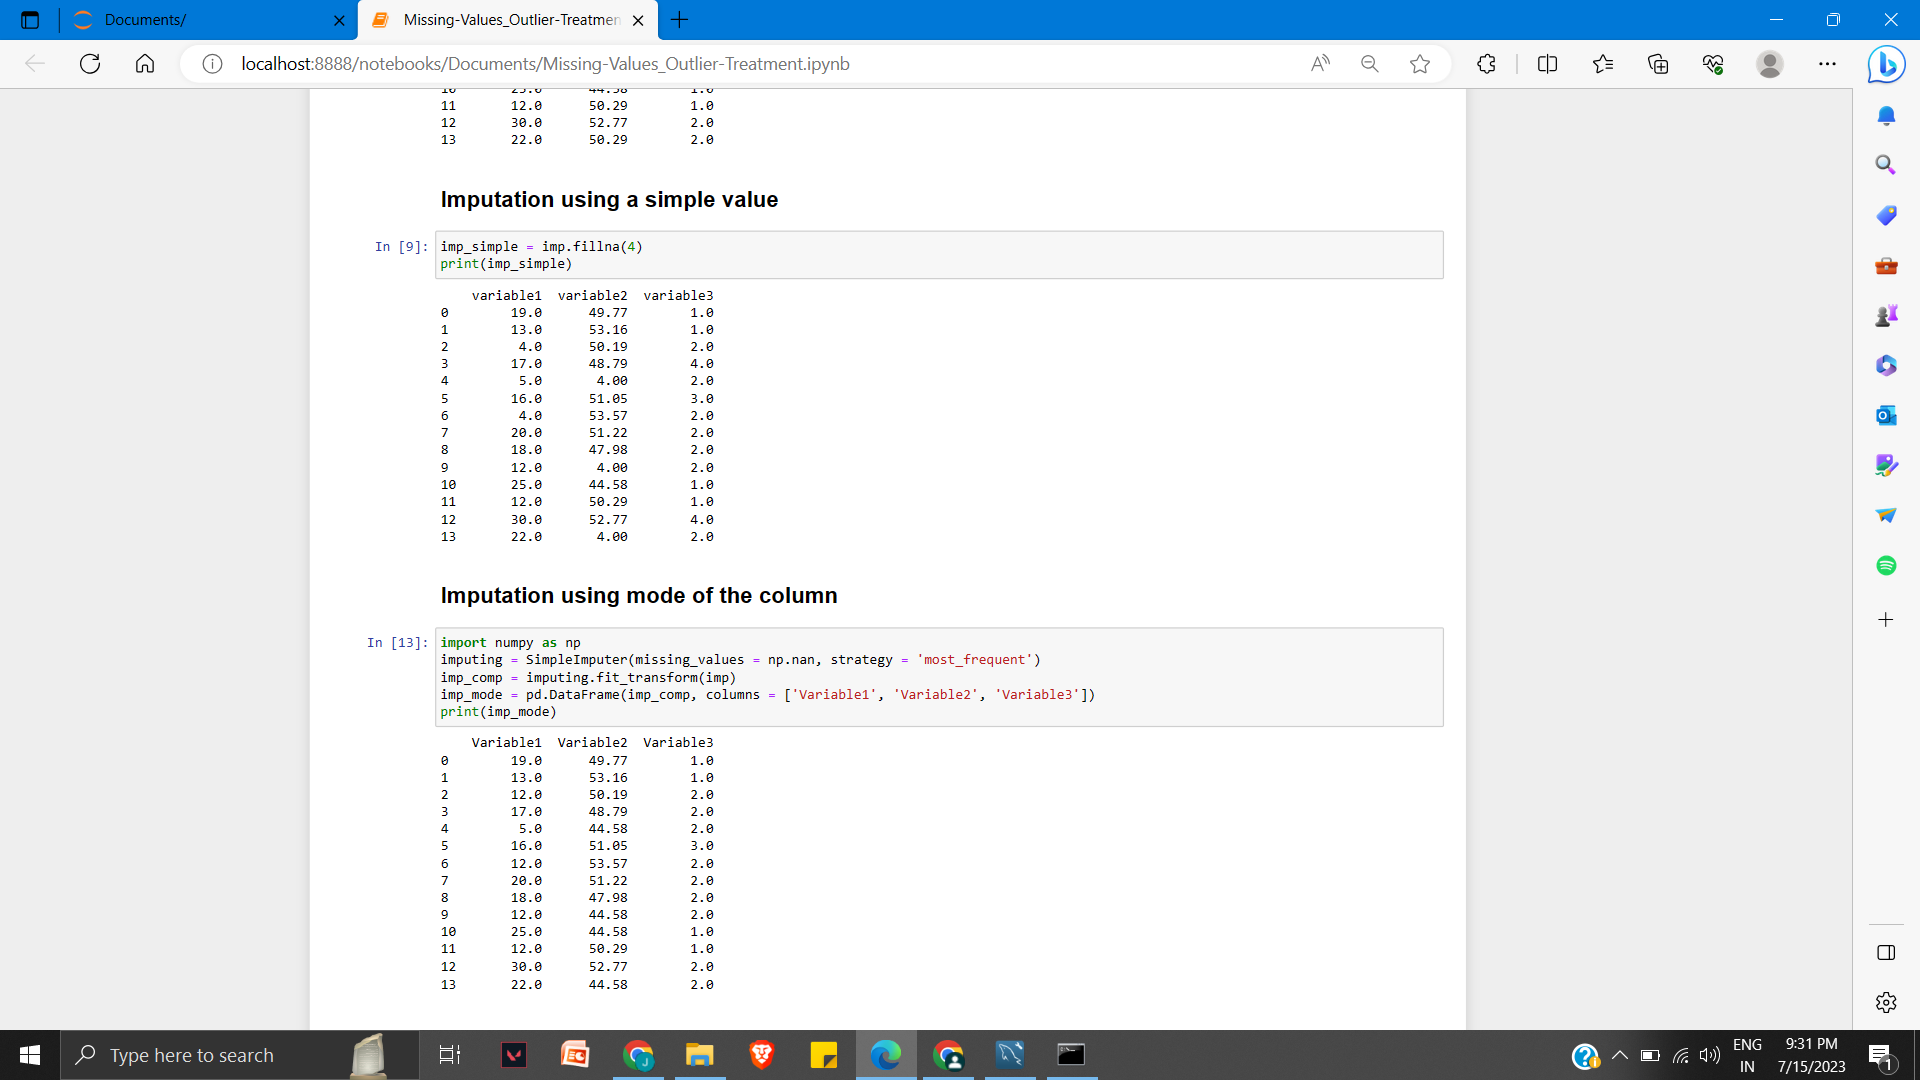 Documents/
Missing-Values_Outlier-Treatmen
localhost:8888/notebooks/Documents/Missing-Values_Outlier-Treatment.ipynb
10 25.0 44.58 1.0
11 12.0 50.29 1.0
12 30.0 52.77 2.0
13 22.0 50.29 2.0
Imputation using a simple value
In [9]: imp_simple = imp.fillna(4)
print(imp_simple)
variable1 variable2 variable3
0 19.0 49.77 1.0
1 13.0 53.16 1.0
2 4.0 50.19 2.0
3 17.0 48.79 4.0
4 5.0 4.00 2.0
5 16.0 51.05 3.0
6 4.0 53.57 2.0
7 20.0 51.22 2.0
8 18.0 47.98 2.0
9 12.0 4.00 2.0
10 25.0 44.58 1.0
11 12.0 50.29 1.0
12 30.0 52.77 4.0
13 22.0 4.00 2.0
Imputation using mode of the column
In [13]: import numpy as np
imputing = SimpleImputer(missing_values = np.nan, strategy = 'most_frequent')
imp_comp = imputing.fit_transform(imp)
imp_mode = pd.DataFrame(imp_comp, columns = ['Variable1', 'Variable2', 'Variable3'])
print(imp_mode)
Variable1 Variable2 Variable3
0 19.0 49.77 1.0
1 13.0 53.16 1.0
2 12.0 50.19 2.0
3 17.0 48.79 2.0
4 5.0 44.58 2.0
5 16.0 51.05 3.0
6 12.0 53.57 2.0
7 20.0 51.22 2.0
8 18.0 47.98 2.0
9 12.0 44.58 2.0
10 25.0 44.58 1.0
11 12.0 50.29 1.0
12 30.0 52.77 2.0
13 22.0 44.58 2.0
Type here to search
ENG
IN
9:31 PM
7/15/2023
1